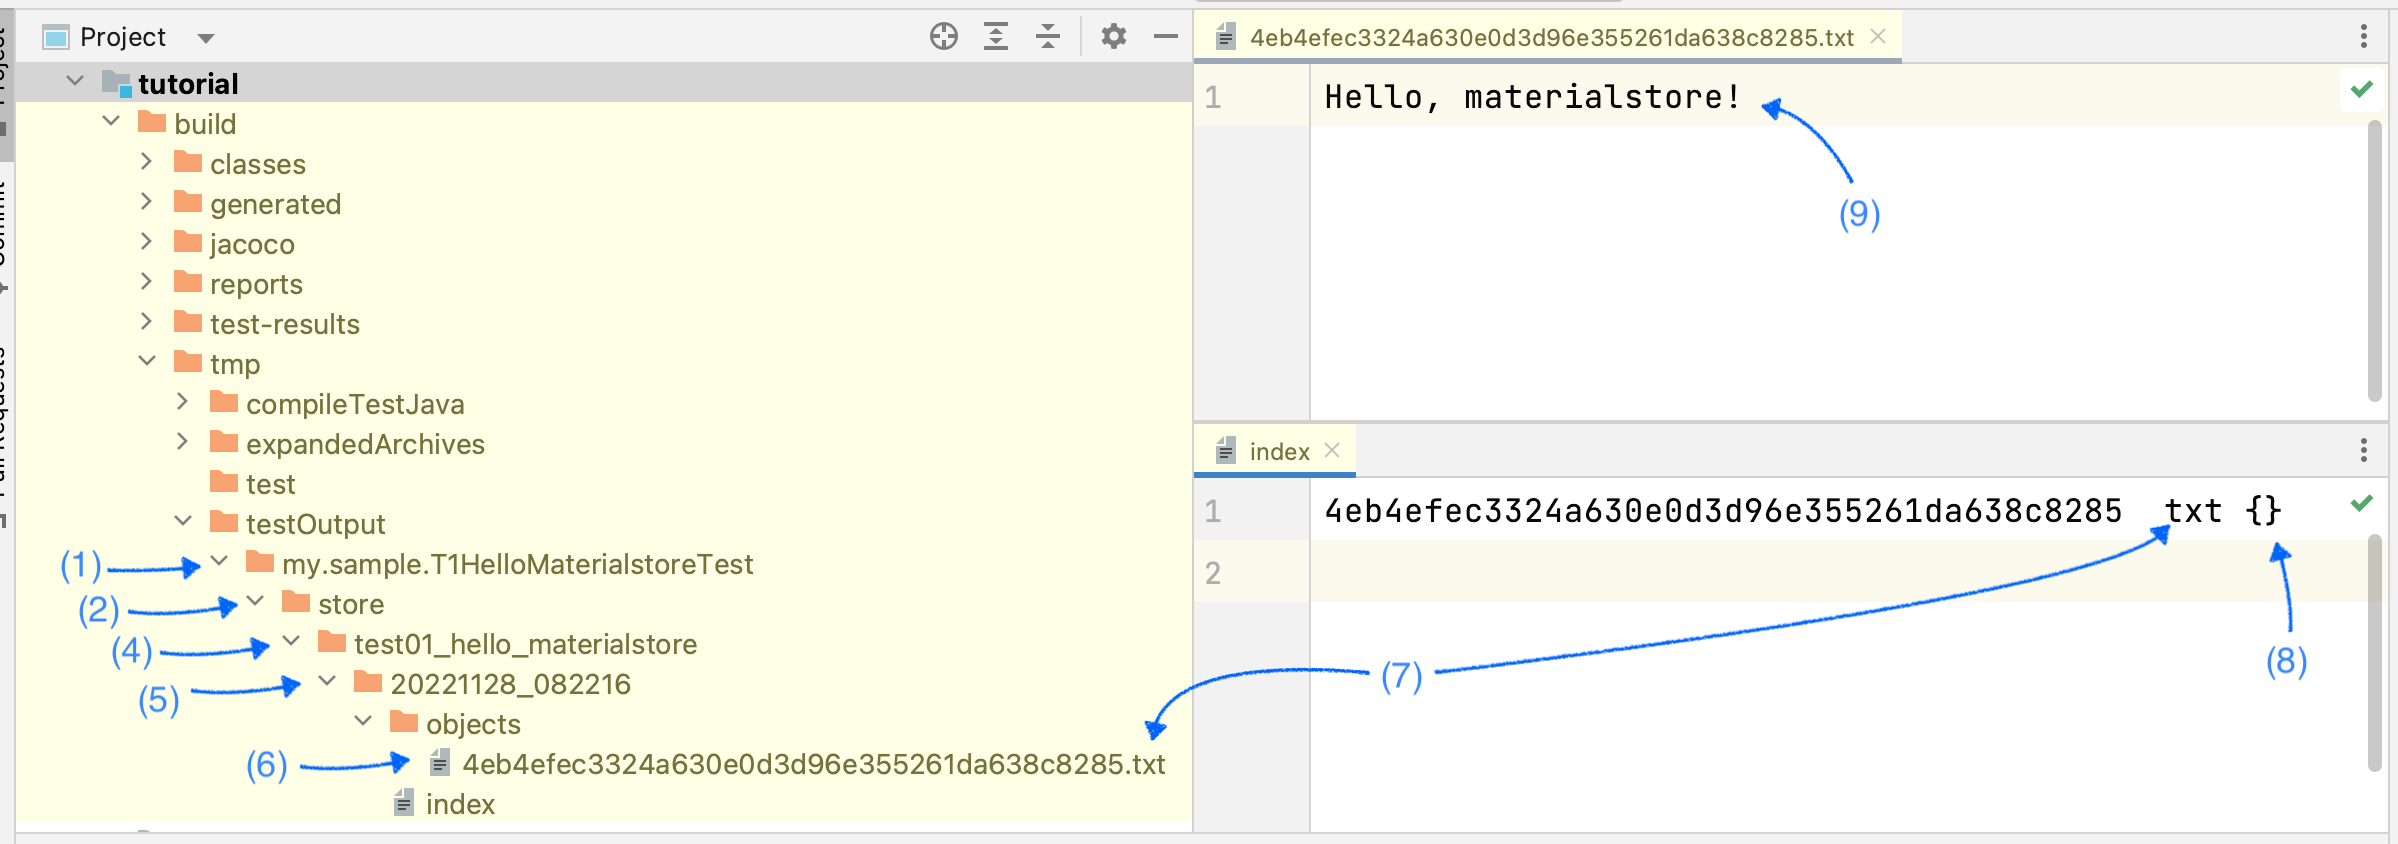 Project
tutorial
build
classes
generated
jacoco
reports
test-results
tmp
compileTestJava
expandedArchives
test
testOutput
(1) my.sample.T1HelloMaterialstoreTest
(2) store
(4) test01_hello_materialstore
(5) 20221128_082216
objects
(6) 4eb4efec3324a630e0d3d96e355261da638c8285.txt
index
4eb4efec3324a630e0d3d96e355261da638c8285.txt
1 Hello, materialstore!
(9)
index
1 4eb4efec3324a630e0d3d96e355261da638c8285 txt {}
2
(7)
(8)